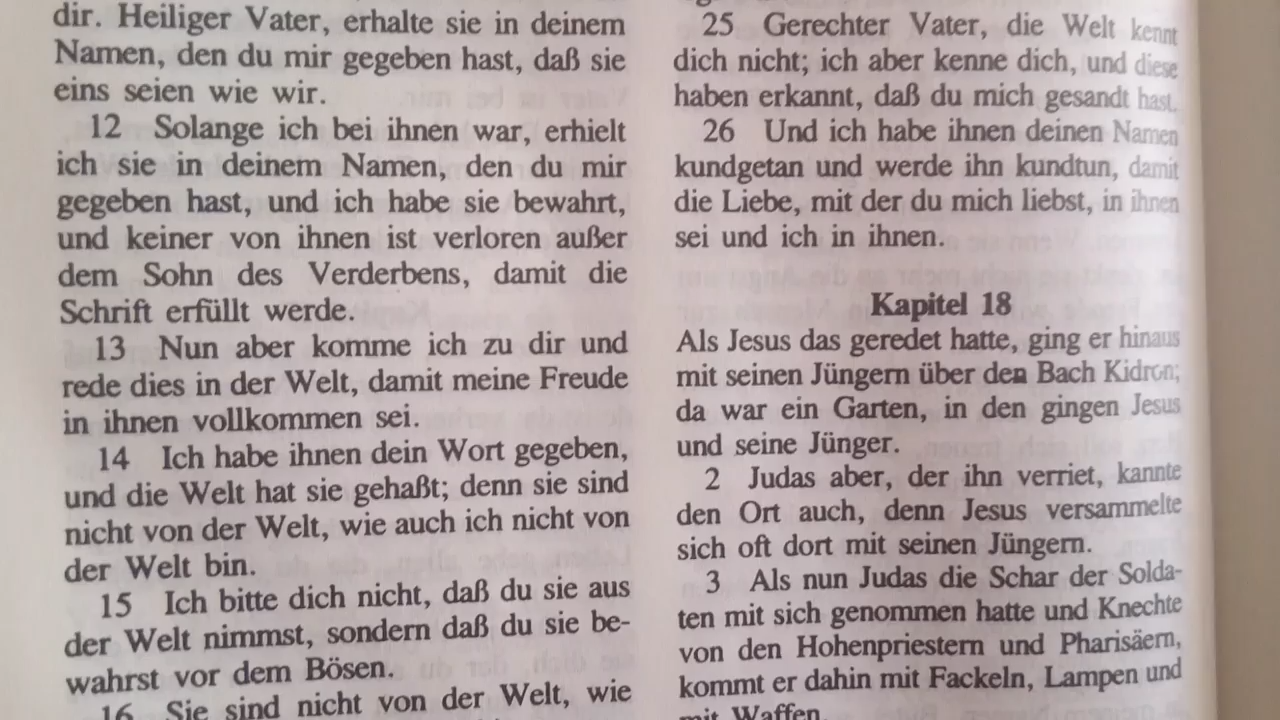 dir. Heiliger Vater, erhalte sie in deinem
Namen, den du mir gegeben hast, daß sie
eins seien wie wir.
12 Solange ich bei ihnen war, erhielt
ich sie in deinem Namen, den du mir
gegeben hast, und ich habe sie bewahrt,
und keiner von ihnen ist verloren außer
dem Sohn des Verderbens, damit die
Schrift erfüllt werde.
13 Nun aber komme ich zu dir und
rede dies in der Welt, damit meine Freude
in ihnen vollkommen sei.
14 Ich habe ihnen dein Wort gegeben,
und die Welt hat sie gehaßt; denn sie sind
nicht von der Welt, wie auch ich nicht von
der Welt bin.
15 Ich bitte dich nicht, daß du sie aus
der Welt nimmst, sondern daß du sie be-
wahrst vor dem Bösen.
16 Sie sind nicht von der Welt, wie
25 Gerechter Vater, die Welt kennt
dich nicht; ich aber kenne dich, und diese
haben erkannt, daß du mich gesandt hast.
26 Und ich habe ihnen deinen Namen
kundgetan und werde ihn kundtun, damit
die Liebe, mit der du mich liebst, in ihnen
sei und ich in ihnen.
Kapitel 18
Als Jesus das geredet hatte, ging er hinaus
mit seinen Jüngern über den Bach Kidron;
da war ein Garten, in den gingen Jesus
und seine Jünger.
2 Judas aber, der ihn verriet, kannte
den Ort auch, denn Jesus versammelte
sich oft dort mit seinen Jüngern.
3 Als nun Judas die Schar der Solda-
ten mit sich genommen hatte und Knechte
von den Hohenpriestern und Pharisäern,
kommt er dahin mit Fackeln, Lampen und
mit Waffen.